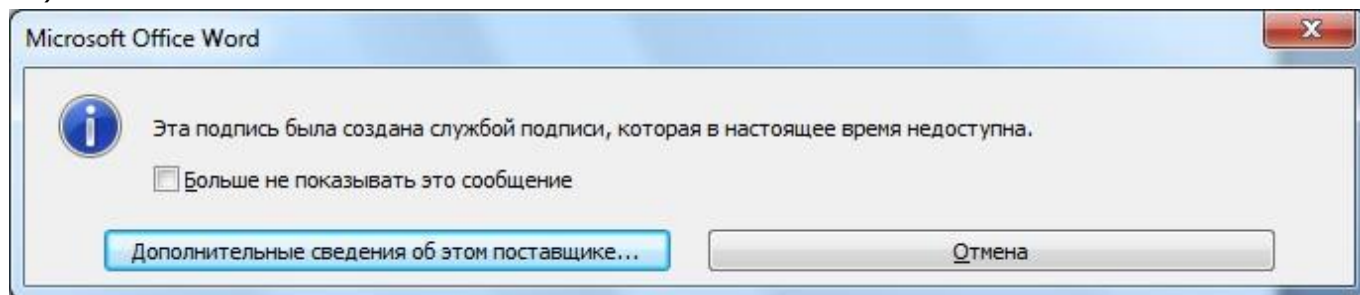 Microsoft Office Word
Эта подпись была создана службой подписи, которая в настоящее время недоступна.
Больше не показывать это сообщение
Дополнительные сведения об этом поставщике...
Отмена